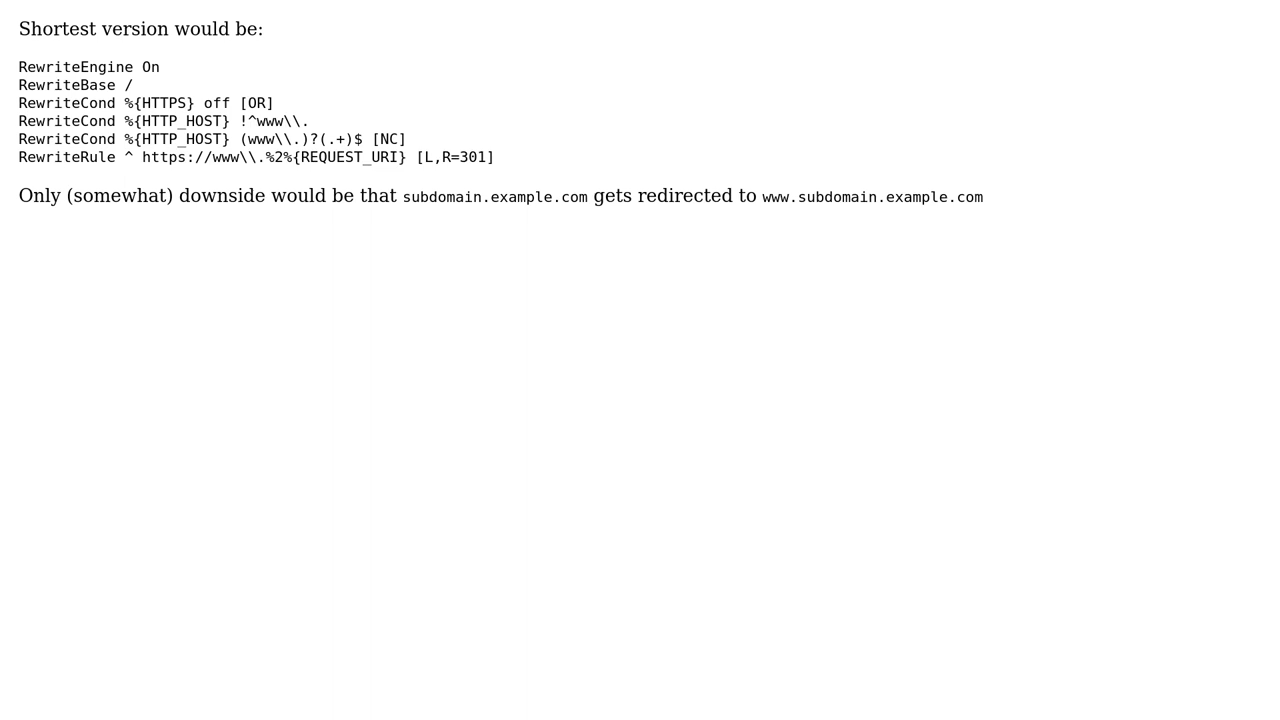 Shortest version would be:
RewriteEngine On
RewriteBase /
RewriteCond %{HTTPS} off [OR]
RewriteCond %{HTTP_HOST} !^www\\.
RewriteCond %{HTTP_HOST} (www\\.)?(.+)$ [NC]
RewriteRule ^ https://www\\.%2%{REQUEST_URI} [L,R=301]
Only (somewhat) downside would be that subdomain.example.com gets redirected to www.subdomain.example.com